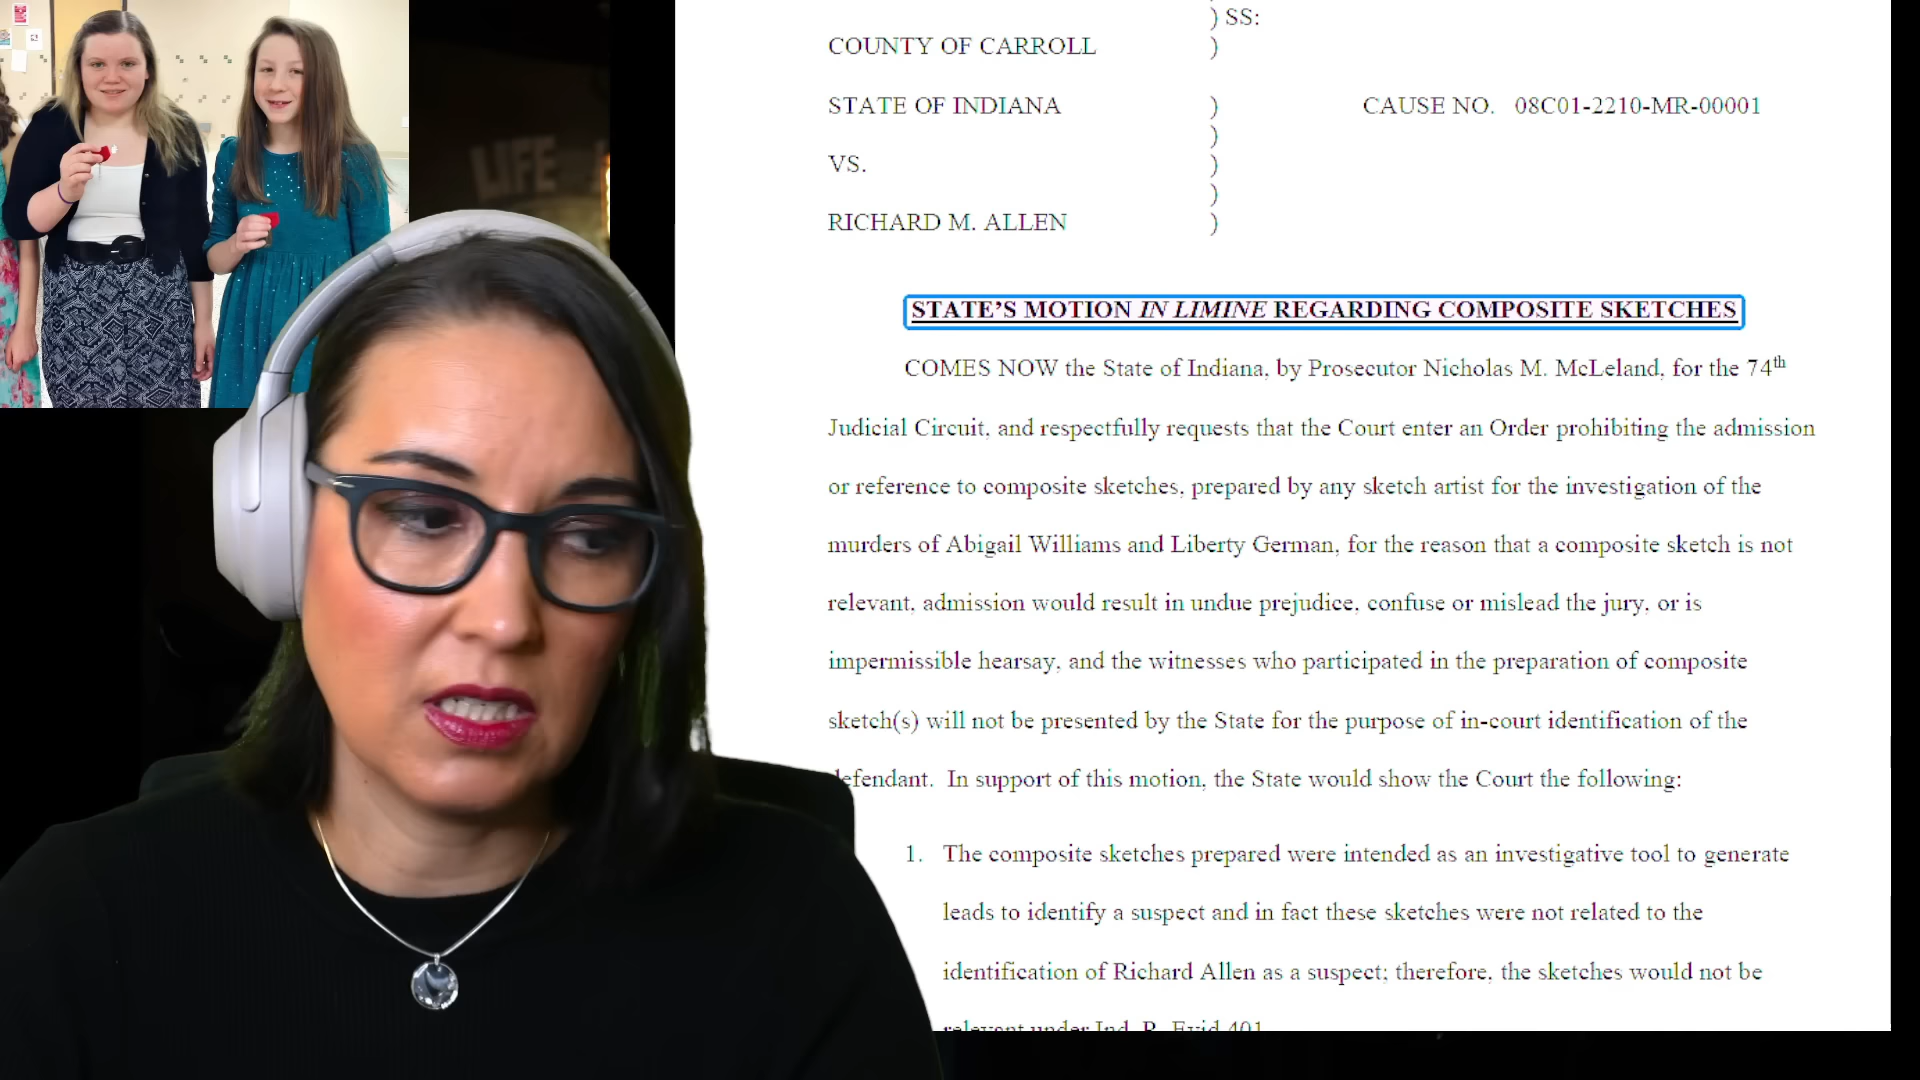 LIFE
) SS:
COUNTY OF CARROLL )
STATE OF INDIANA ) CAUSE NO. 08C01-2210-MR-00001
)
VS. )
)
RICHARD M. ALLEN )
STATE’S MOTION IN LIMINE REGARDING COMPOSITE SKETCHES
COMES NOW the State of Indiana, by Prosecutor Nicholas M. McLeland, for the 74th
Judicial Circuit, and respectfully requests that the Court enter an Order prohibiting the admission
or reference to composite sketches, prepared by any sketch artist for the investigation of the
murders of Abigail Williams and Liberty German, for the reason that a composite sketch is not
relevant, admission would result in undue prejudice, confuse or mislead the jury, or is
impermissible hearsay, and the witnesses who participated in the preparation of composite
sketch(s) will not be presented by the State for the purpose of in-court identification of the
defendant. In support of this motion, the State would show the Court the following:
1. The composite sketches prepared were intended as an investigative tool to generate
leads to identify a suspect and in fact these sketches were not related to the
identification of Richard Allen as a suspect; therefore, the sketches would not be
relevant under Ind. R. Evid 401